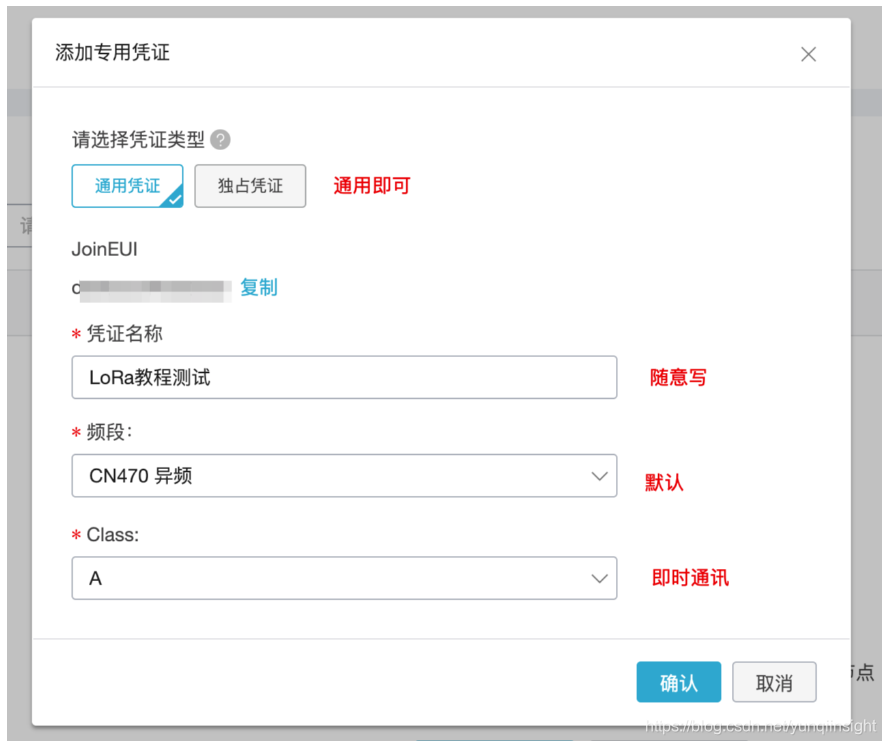 添加专用凭证
请选择凭证类型 ?
通用凭证 独占凭证 通用即可
JoinEUI
复制
* 凭证名称
LoRa教程测试 随意写
* 频段:
CN470 异频 默认
* Class:
A 即时通讯
确认 取消
点
https://blog.csdn.net/yunqiinsight